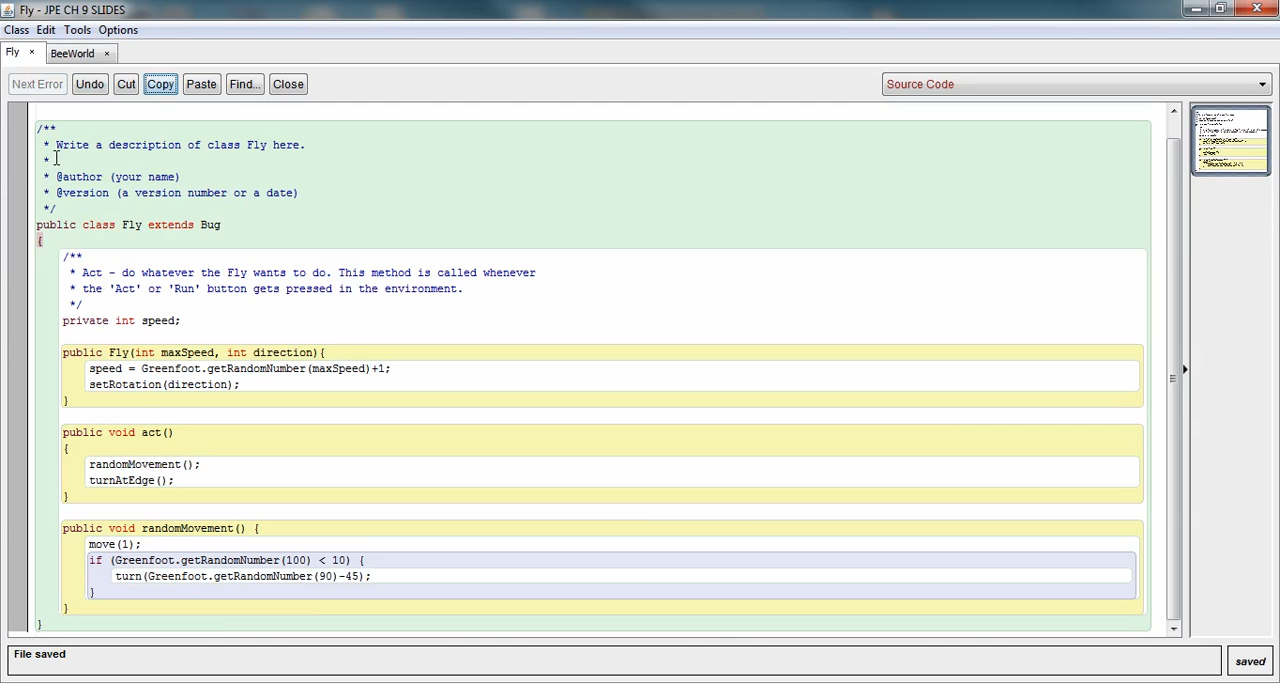 Fly - JPE CH 9 SLIDES
Class Edit Tools Options
Fly × BeeWorld ×
Next Error Undo Cut Copy Paste Find... Close Source Code
/**
* Write a description of class Fly here.
*
* @author (your name)
* @version (a version number or a date)
*/
public class Fly extends Bug
{
/**
* Act - do whatever the Fly wants to do. This method is called whenever
* the 'Act' or 'Run' button gets pressed in the environment.
*/
private int speed;
public Fly(int maxSpeed, int direction){
speed = Greenfoot.getRandomNumber(maxSpeed)+1;
setRotation(direction);
}
public void act()
{
randomMovement();
turnAtEdge();
}
public void randomMovement() {
move(1);
if (Greenfoot.getRandomNumber(100) < 10) {
turn(Greenfoot.getRandomNumber(90)-45);
}
}
}
File saved
saved